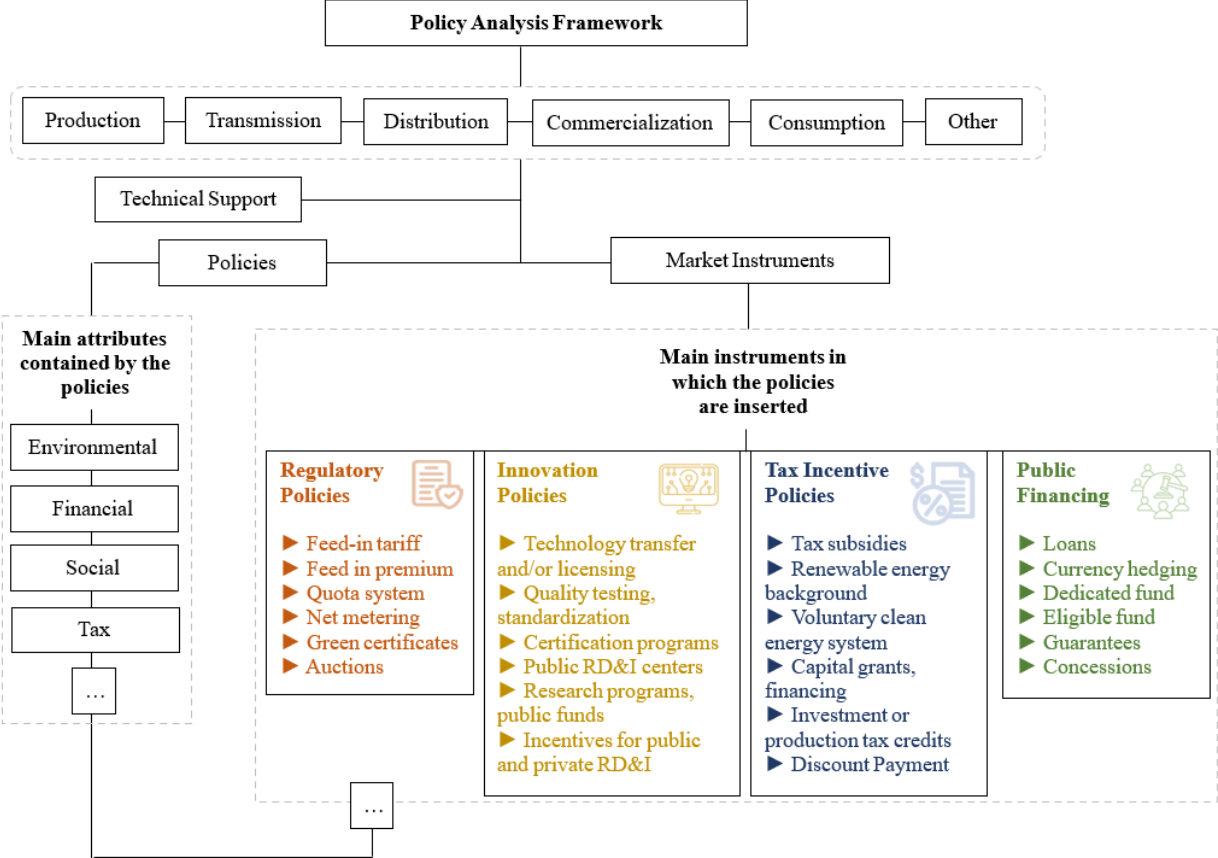 Policy Analysis Framework
Production
Transmission
Distribution
Commercialization
Consumption
Other
Technical Support
Policies
Market Instruments
Main attributes
contained by the
policies
Environmental
Financial
Social
Tax
...
Main instruments in
which the policies
are inserted
Regulatory
Policies
► Feed-in tariff
► Feed in premium
► Quota system
► Net metering
► Green certificates
► Auctions
Innovation
Policies
► Technology transfer
and/or licensing
► Quality testing,
standardization
► Certification programs
► Public RD&I centers
► Research programs,
public funds
► Incentives for public
and private RD&I
Tax Incentive
Policies
► Tax subsidies
► Renewable energy
background
► Voluntary clean
energy system
► Capital grants,
financing
► Investment or
production tax credits
► Discount Payment
Public
Financing
► Loans
► Currency hedging
► Dedicated fund
► Eligible fund
► Guarantees
► Concessions
...